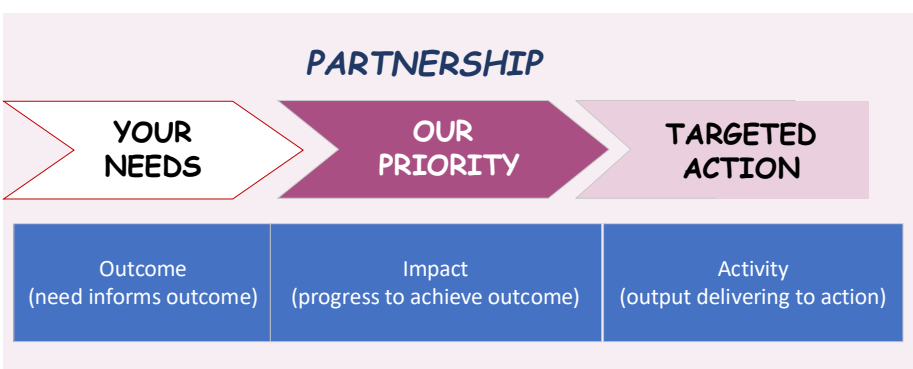 PARTNERSHIP
YOUR
NEEDS
OUR
PRIORITY
TARGETED
ACTION
Outcome
(need informs outcome)
Impact
(progress to achieve outcome)
Activity
(output delivering to action)